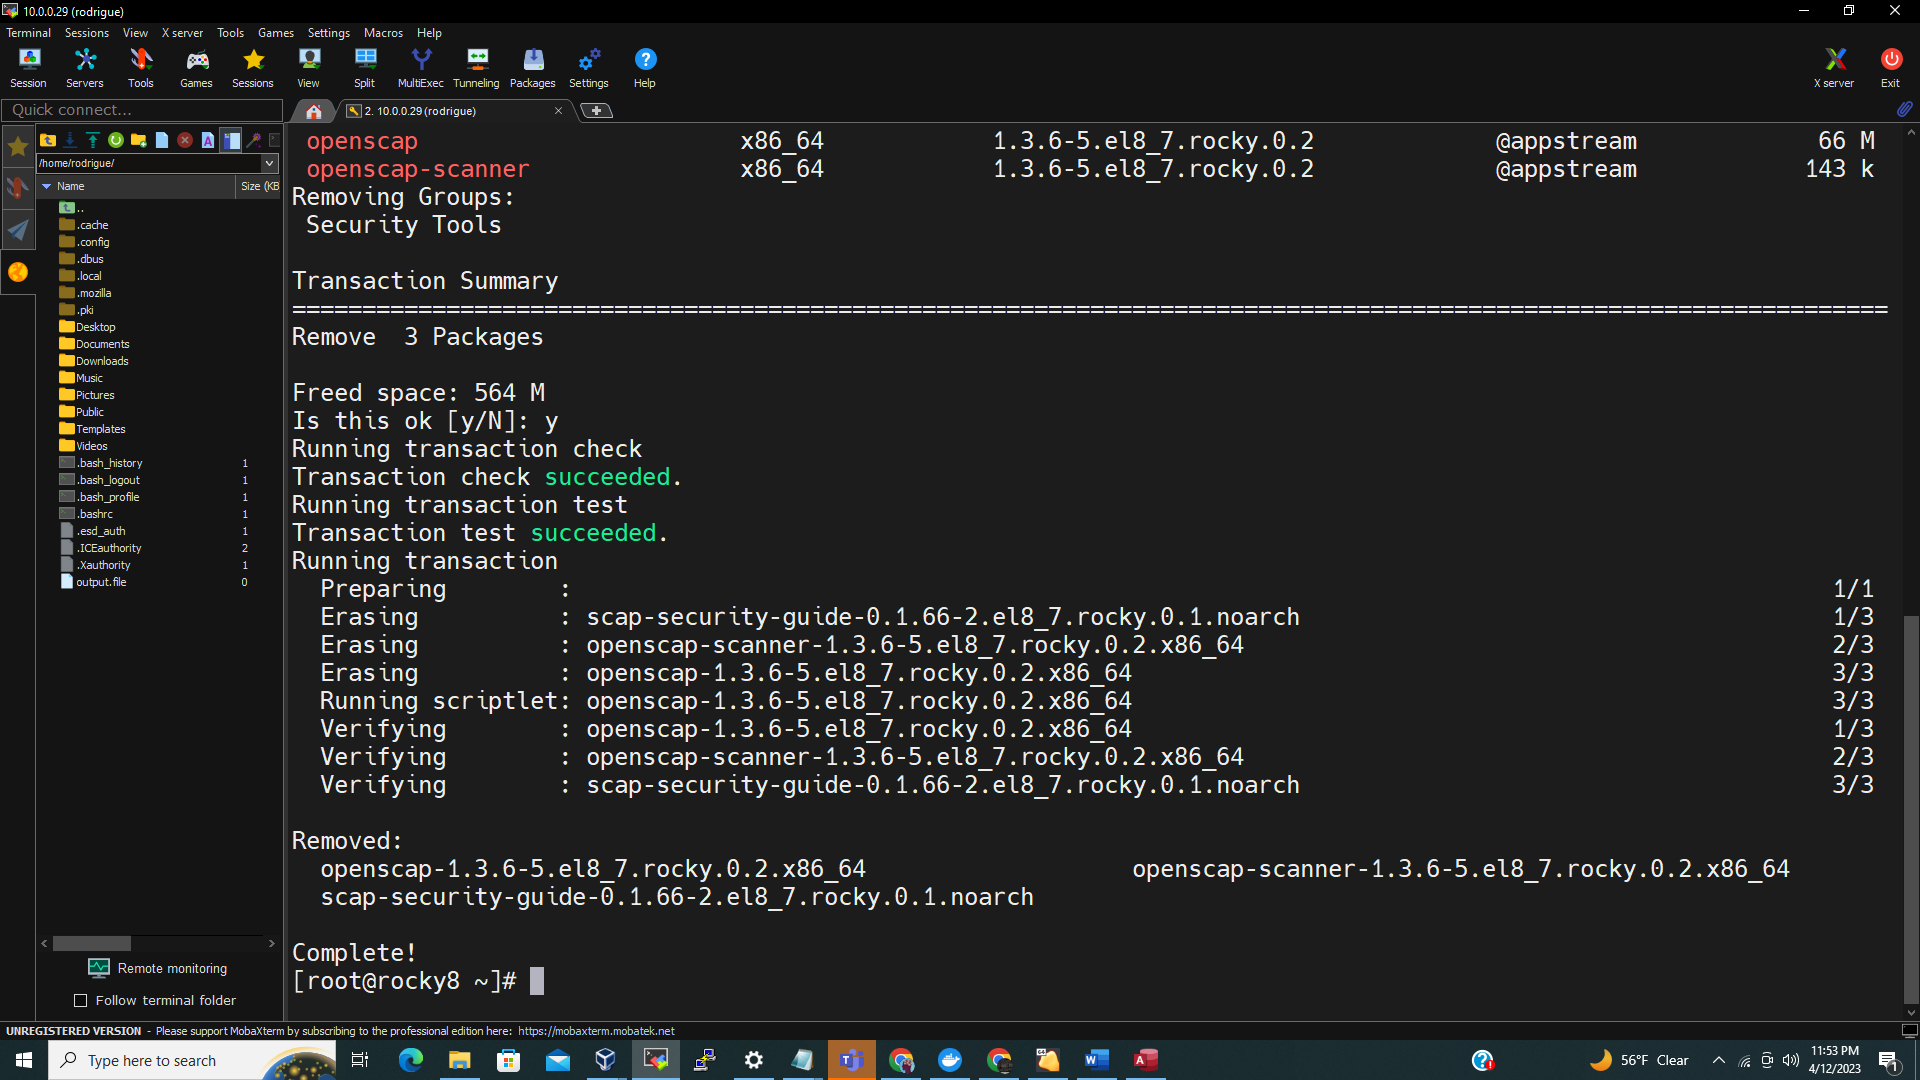 10.0.0.29 (rodrigue)
Terminal Sessions View X server Tools Games Settings Macros Help
Session Servers Tools Games Sessions View Split MultiExec Tunneling Packages Settings Help X server Exit
Quick connect...
2. 10.0.0.29 (rodrigue)
/home/rodrigue/
Name Size (KB
..
.cache
.config
.dbus
.local
.mozilla
.pki
Desktop
Documents
Downloads
Music
Pictures
Public
Templates
Videos
.bash_history 1
.bash_logout 1
.bash_profile 1
.bashrc 1
.esd_auth 1
.ICEauthority 2
.Xauthority 1
output.file 0
Remote monitoring
Follow terminal folder
openscap x86_64 1.3.6-5.el8_7.rocky.0.2 @appstream 66 M
openscap-scanner x86_64 1.3.6-5.el8_7.rocky.0.2 @appstream 143 k
Removing Groups:
Security Tools
Transaction Summary
==================================================================================================================
Remove 3 Packages
Freed space: 564 M
Is this ok [y/N]: y
Running transaction check
Transaction check succeeded.
Running transaction test
Transaction test succeeded.
Running transaction
Preparing : 1/1
Erasing : scap-security-guide-0.1.66-2.el8_7.rocky.0.1.noarch 1/3
Erasing : openscap-scanner-1.3.6-5.el8_7.rocky.0.2.x86_64 2/3
Erasing : openscap-1.3.6-5.el8_7.rocky.0.2.x86_64 3/3
Running scriptlet: openscap-1.3.6-5.el8_7.rocky.0.2.x86_64 3/3
Verifying : openscap-1.3.6-5.el8_7.rocky.0.2.x86_64 1/3
Verifying : openscap-scanner-1.3.6-5.el8_7.rocky.0.2.x86_64 2/3
Verifying : scap-security-guide-0.1.66-2.el8_7.rocky.0.1.noarch 3/3
Removed:
openscap-1.3.6-5.el8_7.rocky.0.2.x86_64 openscap-scanner-1.3.6-5.el8_7.rocky.0.2.x86_64
scap-security-guide-0.1.66-2.el8_7.rocky.0.1.noarch
Complete!
[root@rocky8 ~]#
UNREGISTERED VERSION - Please support MobaXterm by subscribing to the professional edition here: https://mobaxterm.mobatek.net
Type here to search
56°F Clear
11:53 PM
4/12/2023
1